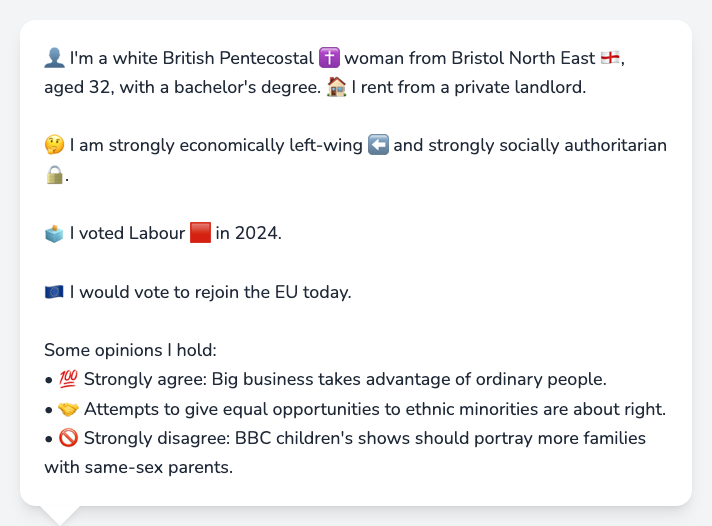 👤 I'm a white British Pentecostal ✝️ woman from Bristol North East 🏴󠁧󠁢󠁥󠁮󠁧󠁿,
aged 32, with a bachelor's degree. 🏠 I rent from a private landlord.
🤔 I am strongly economically left-wing ⬅️ and strongly socially authoritarian
🔒.
🗳️ I voted Labour 🟥 in 2024.
🇪🇺 I would vote to rejoin the EU today.
Some opinions I hold:
• 💯 Strongly agree: Big business takes advantage of ordinary people.
• 🤝 Attempts to give equal opportunities to ethnic minorities are about right.
• 🚫 Strongly disagree: BBC children's shows should portray more families
with same-sex parents.